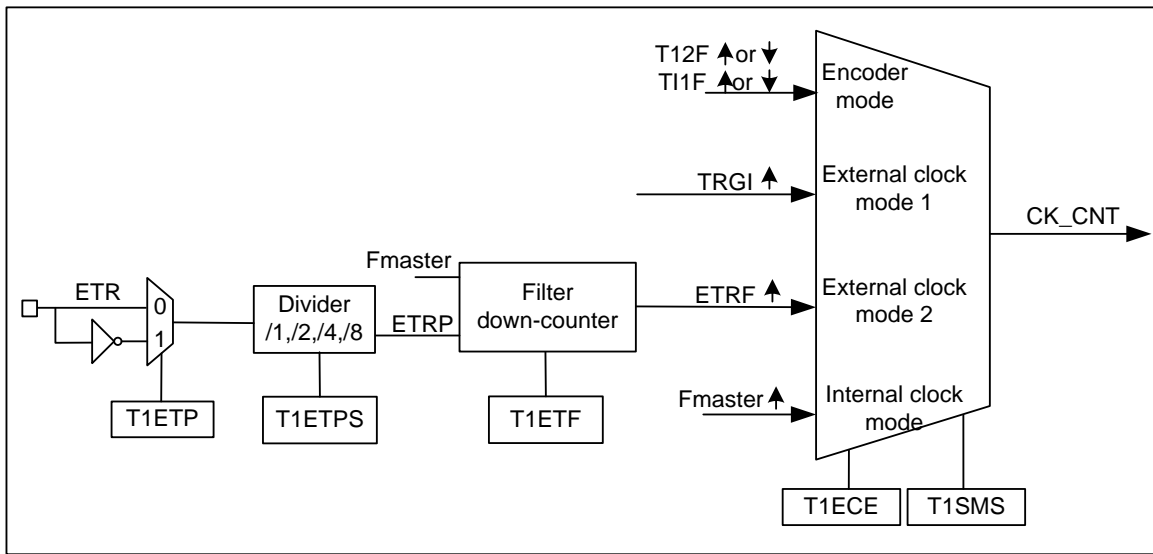 T12F or
TI1F or
Encoder
mode
TRGI
External clock
mode 1
CK_CNT
ETR
0
1
Divider
/1,/2,/4,/8
ETRP
Fmaster
Filter
down-counter
ETRF
External clock
mode 2
Fmaster
Internal clock
mode
T1ETP
T1ETPS
T1ETF
T1ECE
T1SMS